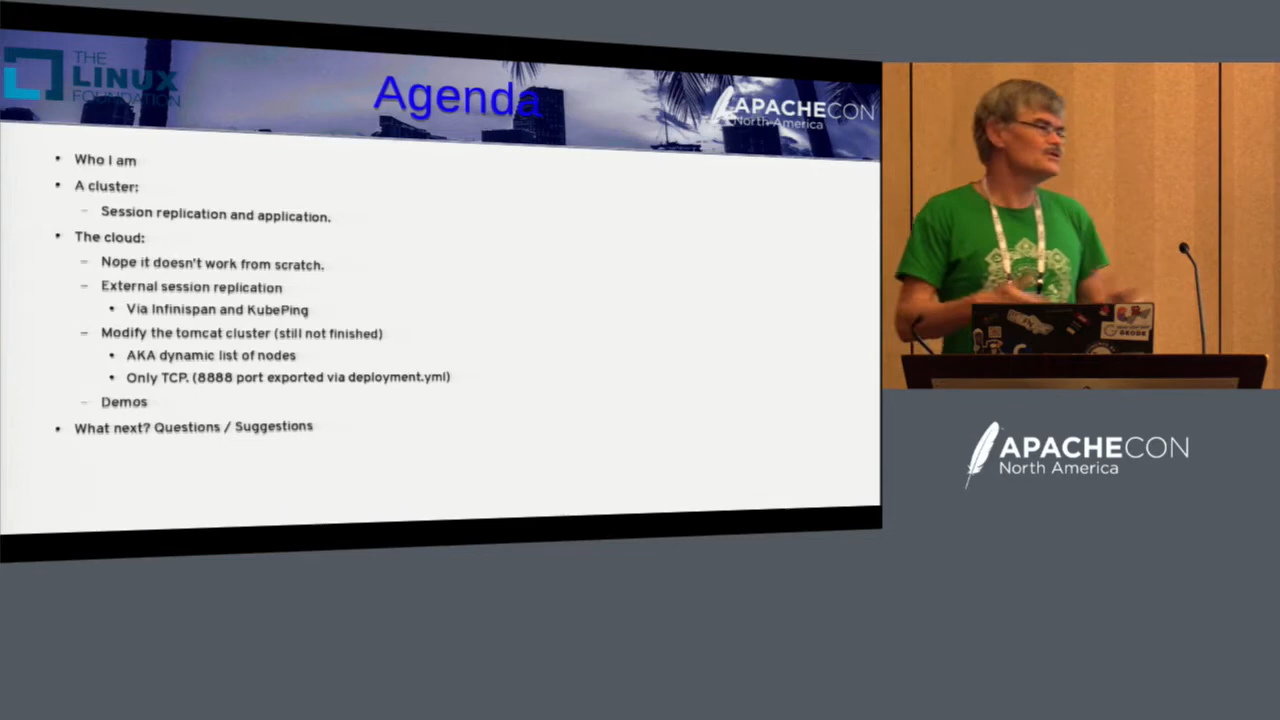 THE
LINUX
FOUNDATION
Agenda
APACHECON
North America
• Who I am
• A cluster:
– Session replication and application.
• The cloud:
– Nope it doesn't work from scratch.
– External session replication
• Via Infinispan and KubePing
– Modify the tomcat cluster (still not finished)
• AKA dynamic list of nodes
• Only TCP. (8888 port exported via deployment.yml)
– Demos
• What next? Questions / Suggestions
GEODE
APACHECON
North America